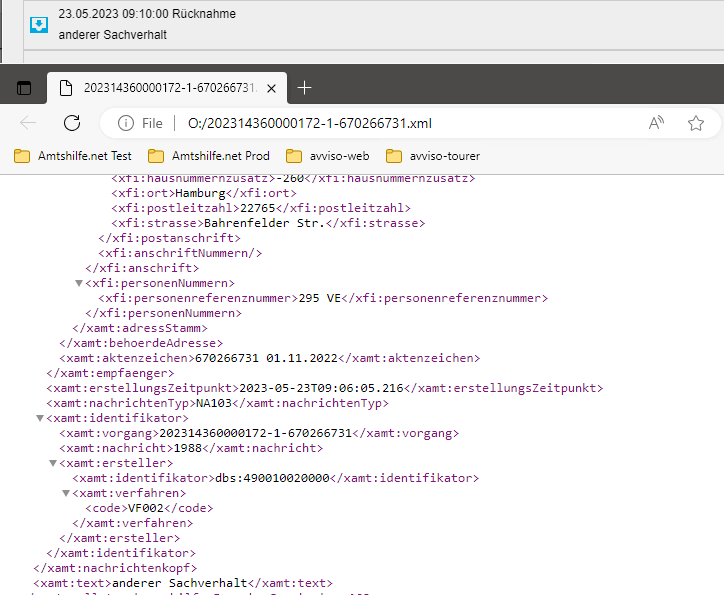 23.05.2023 09:10:00 Rücknahme
anderer Sachverhalt
202314360000172-1-670266731.
File
O:/202314360000172-1-670266731.xml
Amtshilfe.net Test
Amtshilfe.net Prod
avviso-web
avviso-tourer
<xfi:hausnummernzusatz>-260</xfi:hausnummernzusatz>
<xfi:ort>Hamburg</xfi:ort>
<xfi:postleitzahl>22765</xfi:postleitzahl>
<xfi:strasse>Bahrenfelder Str.</xfi:strasse>
</xfi:postanschrift>
<xfi:anschriftNummern/>
</xfi:anschrift>
<xfi:personenNummern>
<xfi:personenreferenznummer>295 VE</xfi:personenreferenznummer>
</xfi:personenNummern>
</xamt:adressStamm>
</xamt:behoerdeAdresse>
<xamt:aktenzeichen>670266731 01.11.2022</xamt:aktenzeichen>
</xamt:empfaenger>
<xamt:erstellungsZeitpunkt>2023-05-23T09:06:05.216</xamt:erstellungsZeitpunkt>
<xamt:nachrichtenTyp>NA103</xamt:nachrichtenTyp>
<xamt:identifikator>
<xamt:vorgang>202314360000172-1-670266731</xamt:vorgang>
<xamt:nachricht>1988</xamt:nachricht>
<xamt:ersteller>
<xamt:identifikator>dbs:490010020000</xamt:identifikator>
<xamt:verfahren>
<code>VF002</code>
</xamt:verfahren>
</xamt:ersteller>
</xamt:identifikator>
</xamt:nachrichtenkopf>
<xamt:text>anderer Sachverhalt</xamt:text>